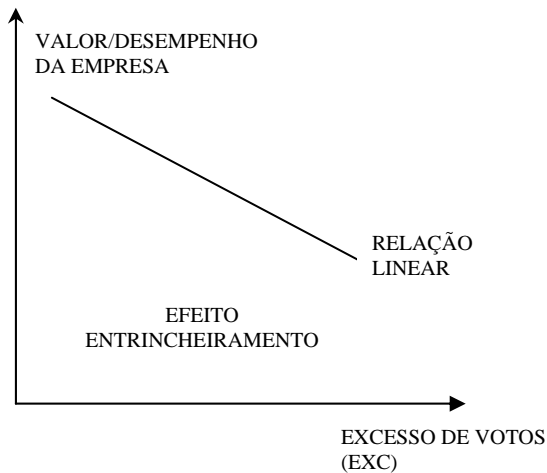 VALOR/DESEMPENHO
DA EMPRESA
RELAÇÃO
LINEAR
EFEITO
ENTRINCHEIRAMENTO
EXCESSO DE VOTOS
(EXC)